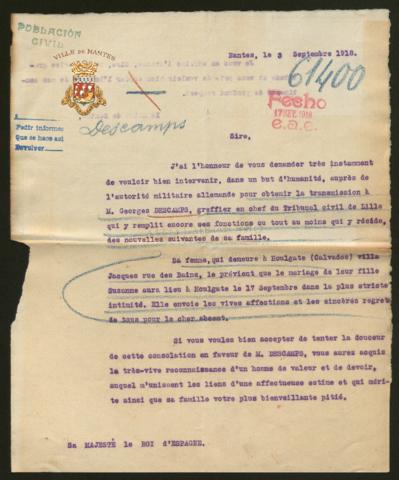 POBLACIÓN
CIVIL
VILLE DE NANTES
Nantes, le 3 Septembre 1918.
61400
Fecho
17 SET. 1918
e.a.c.
A
Pedir informes
que se hace así
Devolver
Descamps
Sire,
J'ai l'honneur de vous demander très instamment
de vouloir bien intervenir, dans un but d'humanité, auprès de
l'autorité militaire allemande pour obtenir la transmission à
M. Georges DESCAMPS, greffier en chef du Tribunal civil de Lille
qui y remplit encore ses fonctions ou tout au moins qui y réside,
des nouvelles suivantes de sa famille.
Sa femme, qui demeure à Houlgate (Calvados) villa
Jacques rue des Bains, le prévient que le mariage de leur fille
Suzanne aura lieu à Houlgate le 17 Septembre dans la plus stricte
intimité. Elle envoie les vives affections et les sincères regrets
de tous pour le cher absent.
Si vous voulez bien accepter de tenter la douceur
de cette consolation en faveur de M. DESCAMPS, vous aurez acquis
la très-vive reconnaissance d'un homme de valeur et de devoir,
auquel m'unissent les liens d'une affectueuse estime et qui méri-
te ainsi que sa famille votre plus bienveillante pitié.
Sa MAJESTÉ le ROI d'ESPAGNE.